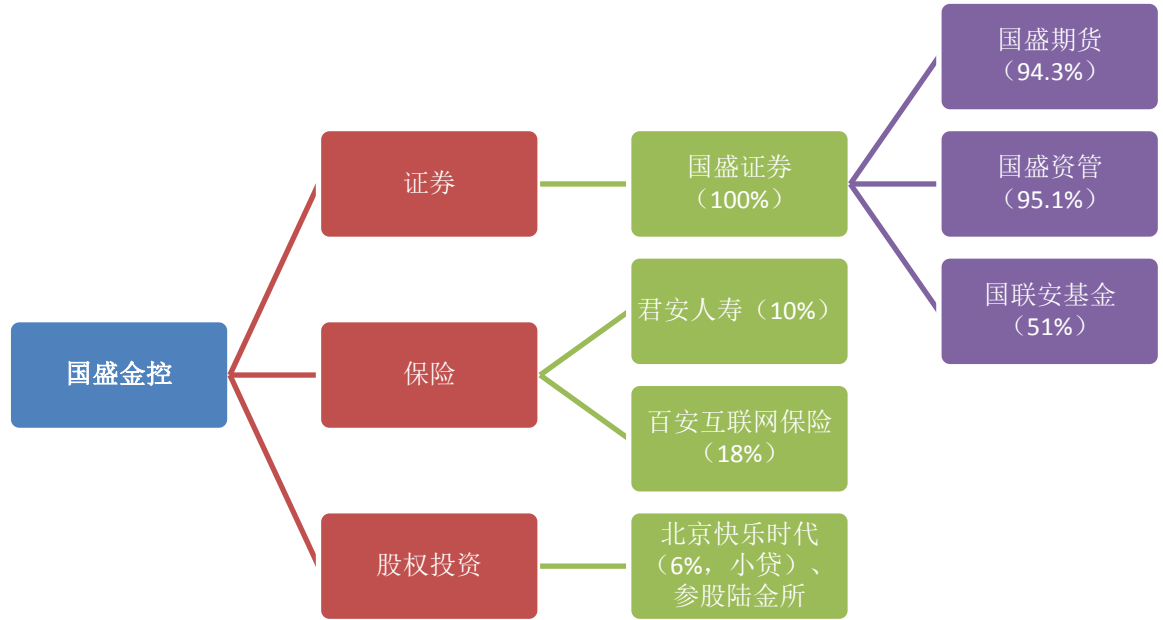 国盛金控
证券
保险
股权投资
国盛证券
（100%）
君安人寿（10%）
百安互联网保险
（18%）
北京快乐时代
（6%，小贷）、
参股陆金所
国盛期货
（94.3%）
国盛资管
（95.1%）
国联安基金
（51%）